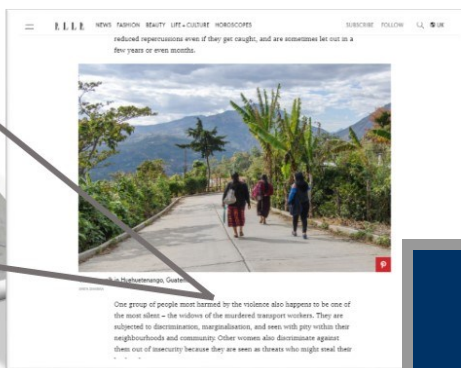 ELLE NEWS FASHION BEAUTY LIFE + CULTURE HOROSCOPES SUBSCRIBE FOLLOW UK
reduced repercussions even if they get caught, and are sometimes let out in a
few years or even months.
in Huehuetenango,
One group of people most harmed by the violence also happens to be one of
the most silent – the widows of the murdered transport workers. They are
subjected to discrimination, marginalisation, and seen with pity within their
neighbourhoods and community. Other women also discriminate against
them out of insecurity because they are seen as threats who might steal their